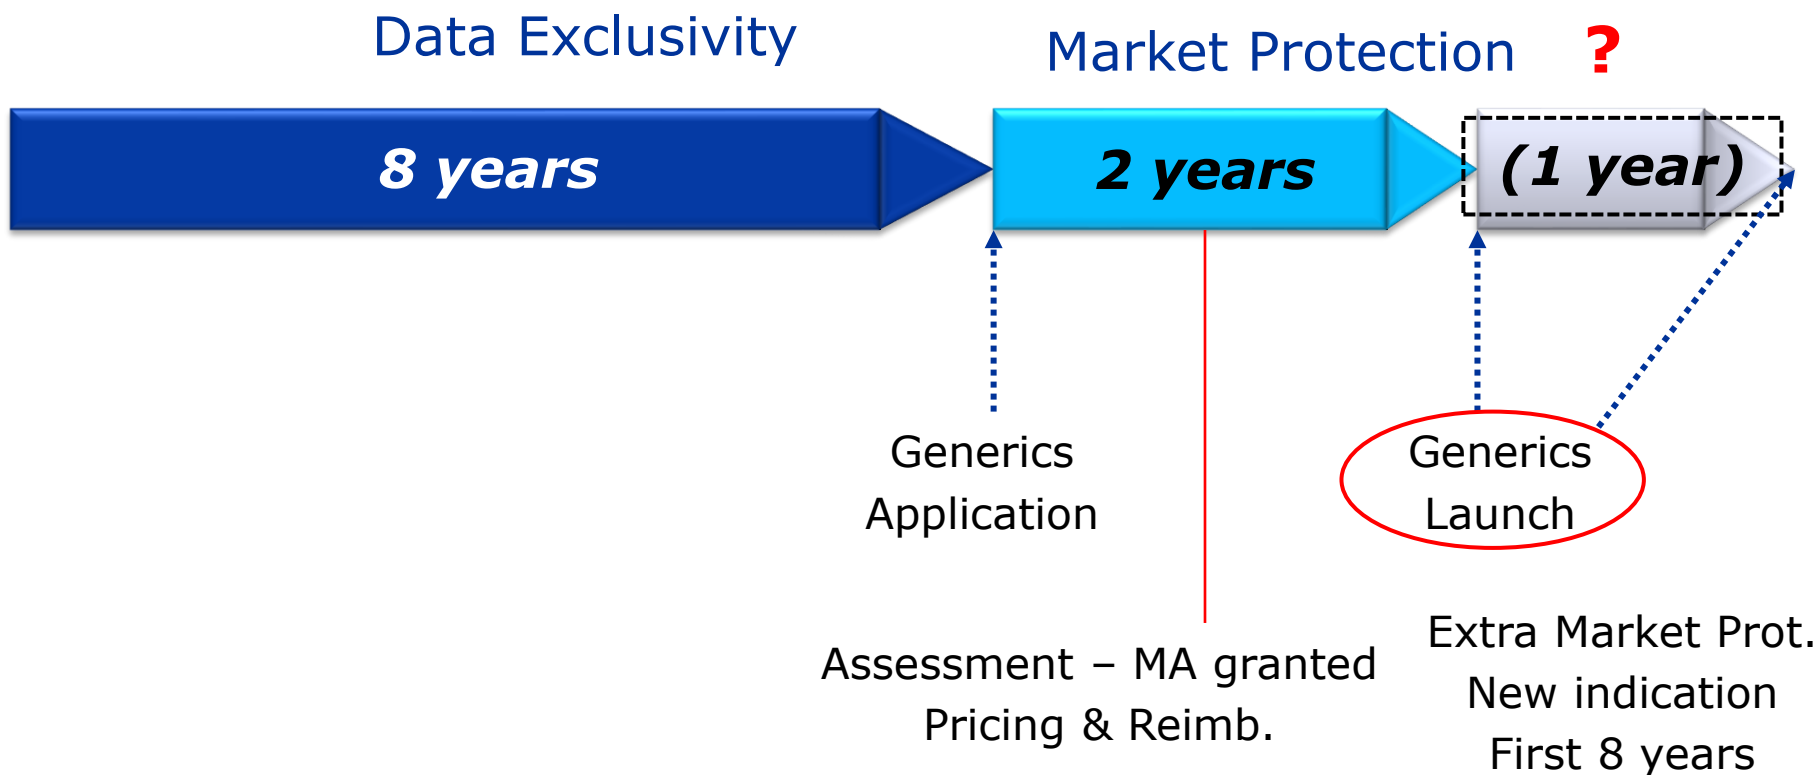 Data Exclusivity
Market Protection ?
8 years
2 years
(1 year)
Generics
Application
Generics
Launch
Assessment – MA granted
Pricing & Reimb.
Extra Market Prot.
New indication
First 8 years